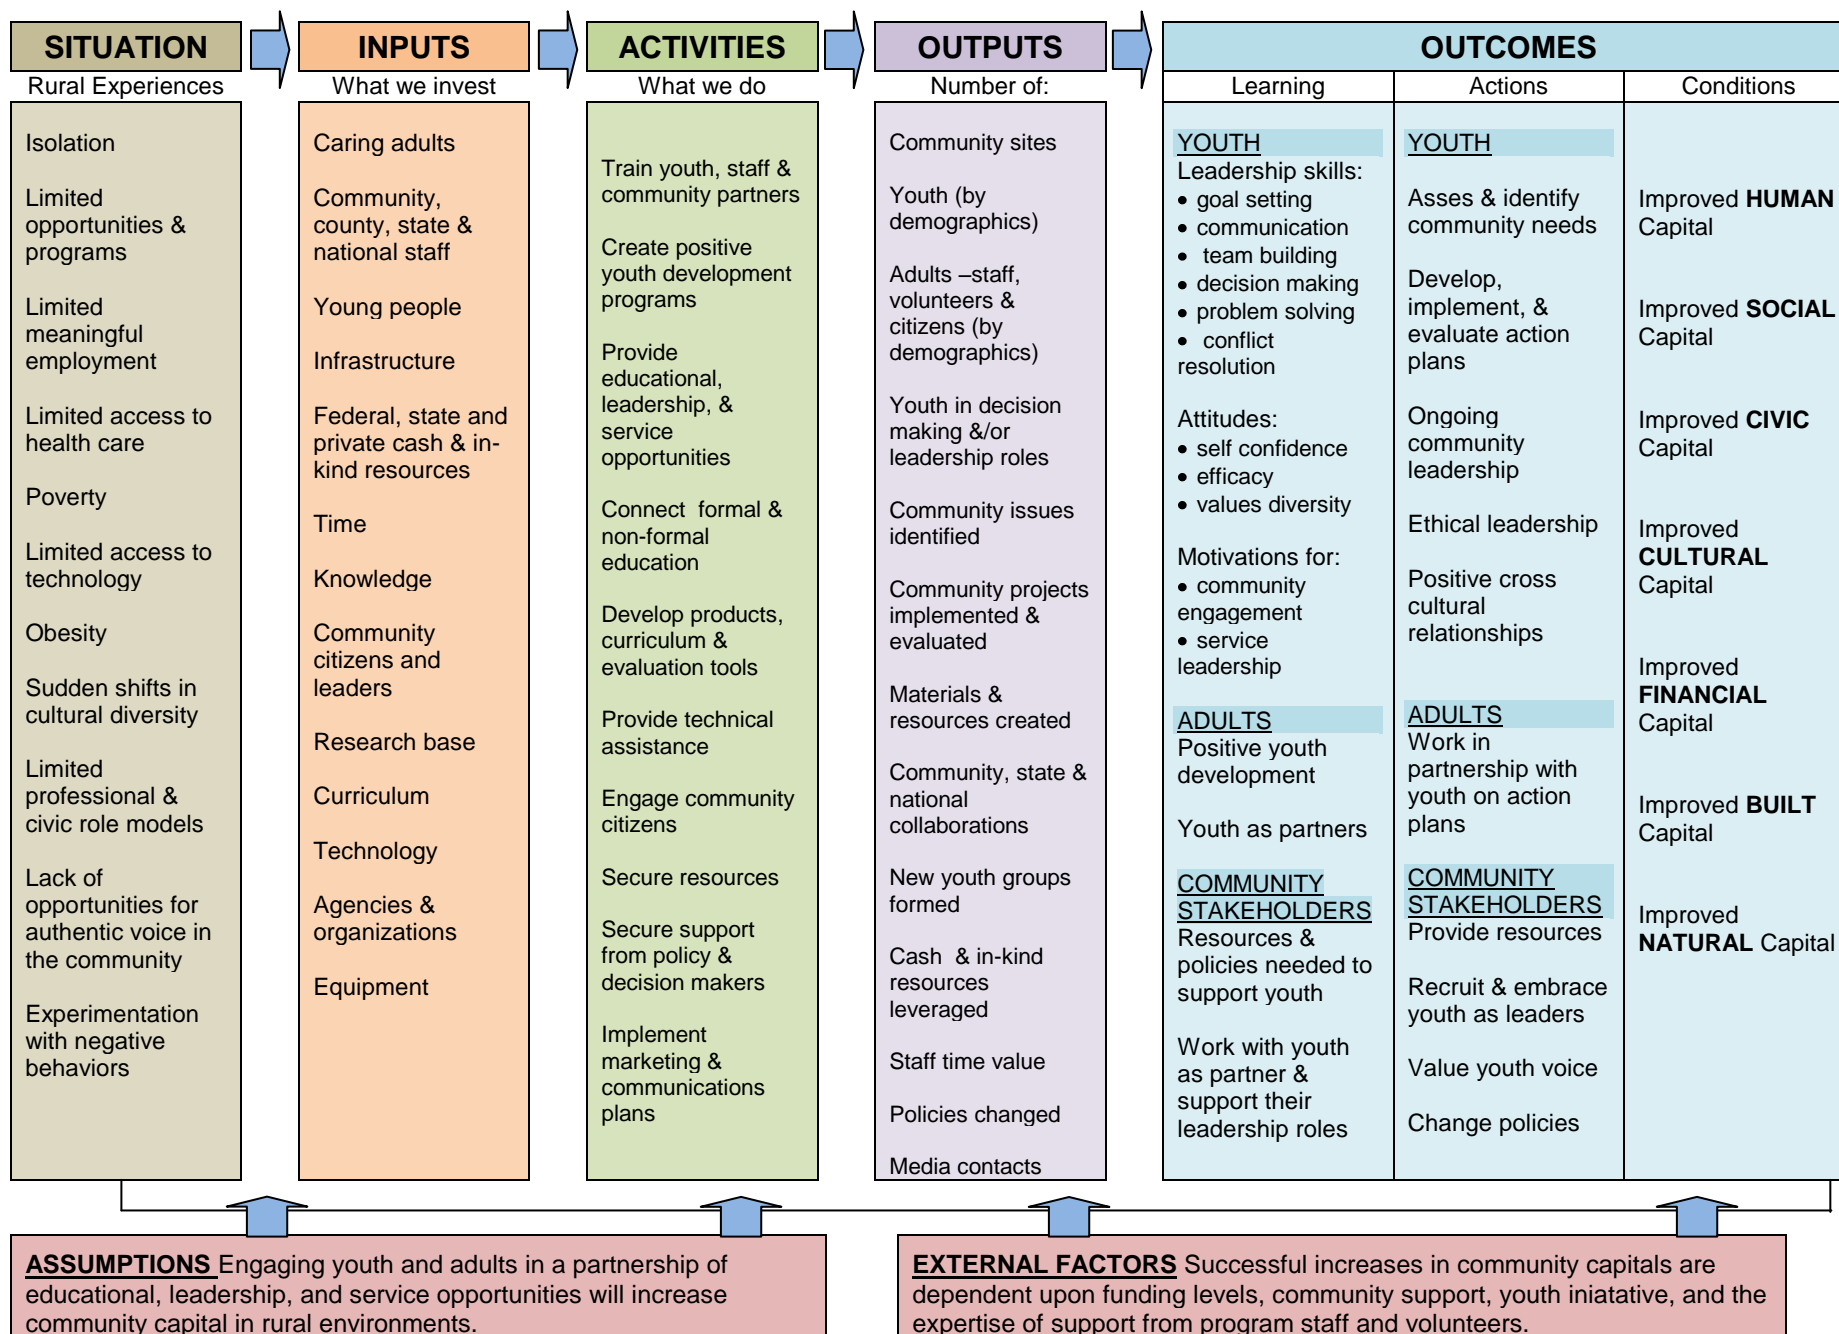 SITUATION
Rural Experiences
Isolation
Limited
opportunities &
programs
Limited
meaningful
employment
Limited access to
health care
Poverty
Limited access to
technology
Obesity
Sudden shifts in
cultural diversity
Limited
professional &
civic role models
Lack of
opportunities for
authentic voice in
the community
Experimentation
with negative
behaviors
INPUTS
What we invest
Caring adults
Community,
county, state &
national staff
Young people
Infrastructure
Federal, state and
private cash & in-
kind resources
Time
Knowledge
Community
citizens and
leaders
Research base
Curriculum
Technology
Agencies &
organizations
Equipment
ACTIVITIES
What we do
Train youth, staff &
community partners
Create positive
youth development
programs
Provide
educational,
leadership, &
service
opportunities
Connect formal &
non-formal
education
Develop products,
curriculum &
evaluation tools
Provide technical
assistance
Engage community
citizens
Secure resources
Secure support
from policy &
decision makers
Implement
marketing &
communications
plans
OUTPUTS
Number of:
Community sites
Youth (by
demographics)
Adults –staff,
volunteers &
citizens (by
demographics)
Youth in decision
making &/or
leadership roles
Community issues
identified
Community projects
implemented &
evaluated
Materials &
resources created
Community, state &
national
collaborations
New youth groups
formed
Cash & in-kind
resources
leveraged
Staff time value
Policies changed
Media contacts
OUTCOMES
Learning
YOUTH
Leadership skills:
• goal setting
• communication
• team building
• decision making
• problem solving
• conflict
resolution
Attitudes:
• self confidence
• efficacy
• values diversity
Motivations for:
• community
engagement
• service
leadership
ADULTS
Positive youth
development
Youth as partners
COMMUNITY
STAKEHOLDERS
Resources &
policies needed to
support youth
Work with youth
as partner &
support their
leadership roles
Actions
YOUTH
Asses & identify
community needs
Develop,
implement, &
evaluate action
plans
Ongoing
community
leadership
Ethical leadership
Positive cross
cultural
relationships
ADULTS
Work in
partnership with
youth on action
plans
COMMUNITY
STAKEHOLDERS
Provide resources
Recruit & embrace
youth as leaders
Value youth voice
Change policies
Conditions
Improved HUMAN
Capital
Improved SOCIAL
Capital
Improved CIVIC
Capital
Improved
CULTURAL
Capital
Improved
FINANCIAL
Capital
Improved BUILT
Capital
Improved
NATURAL Capital
ASSUMPTIONS Engaging youth and adults in a partnership of
educational, leadership, and service opportunities will increase
community capital in rural environments.
EXTERNAL FACTORS Successful increases in community capitals are
dependent upon funding levels, community support, youth iniatative, and the
expertise of support from program staff and volunteers.